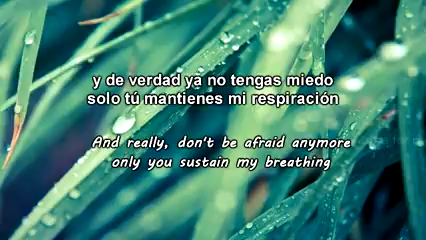 y de verdad ya no tengas miedo
solo tú mantienes mi respiración
And really, don't be afraid anymore
only you sustain my breathing